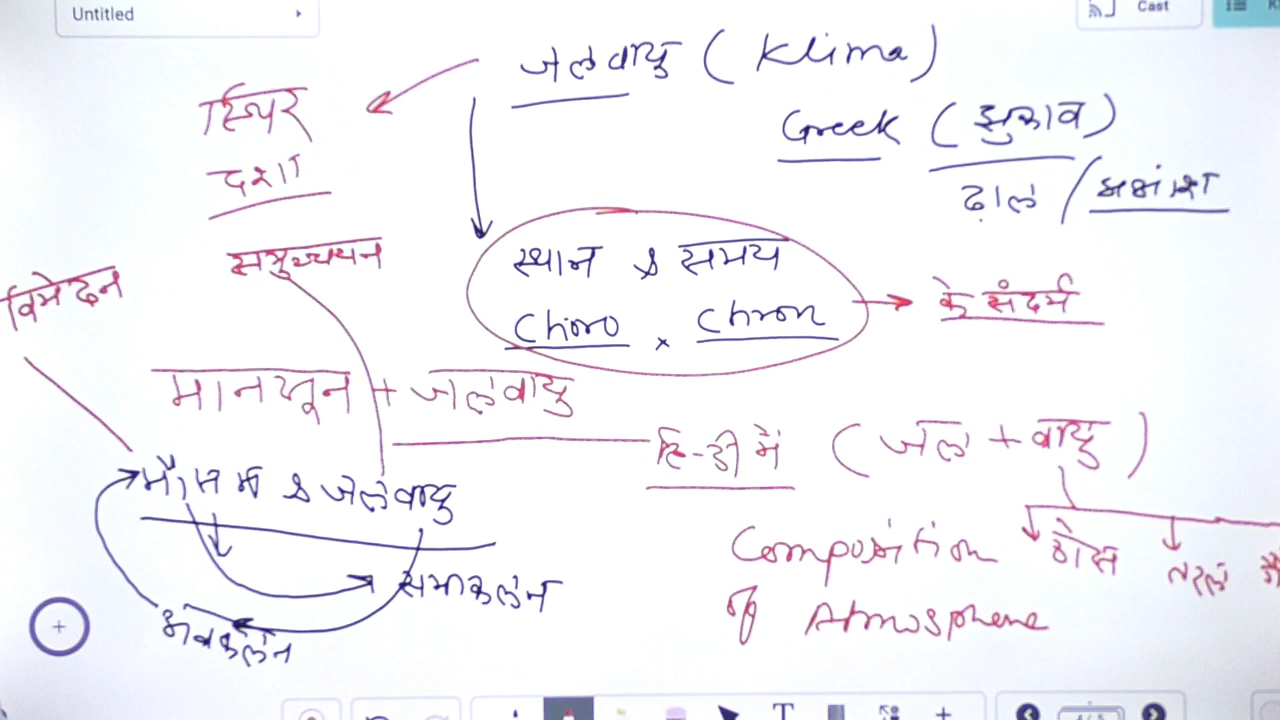 Untitled
Cast
जलवायु (Klima)
स्थिर
दशा
Greek (झुकाव)
ढ़ाल / अक्षांश
समुच्चयन
स्थान & समय
Choro x Chron
के संदर्भ
विभेदन
मानसून + जलवायु
हिन्दी में (जल + वायु)
मौसम & जलवायु
ठोस
तरल
Composition
of Atmosphere
समाकलन
अवकलन
T